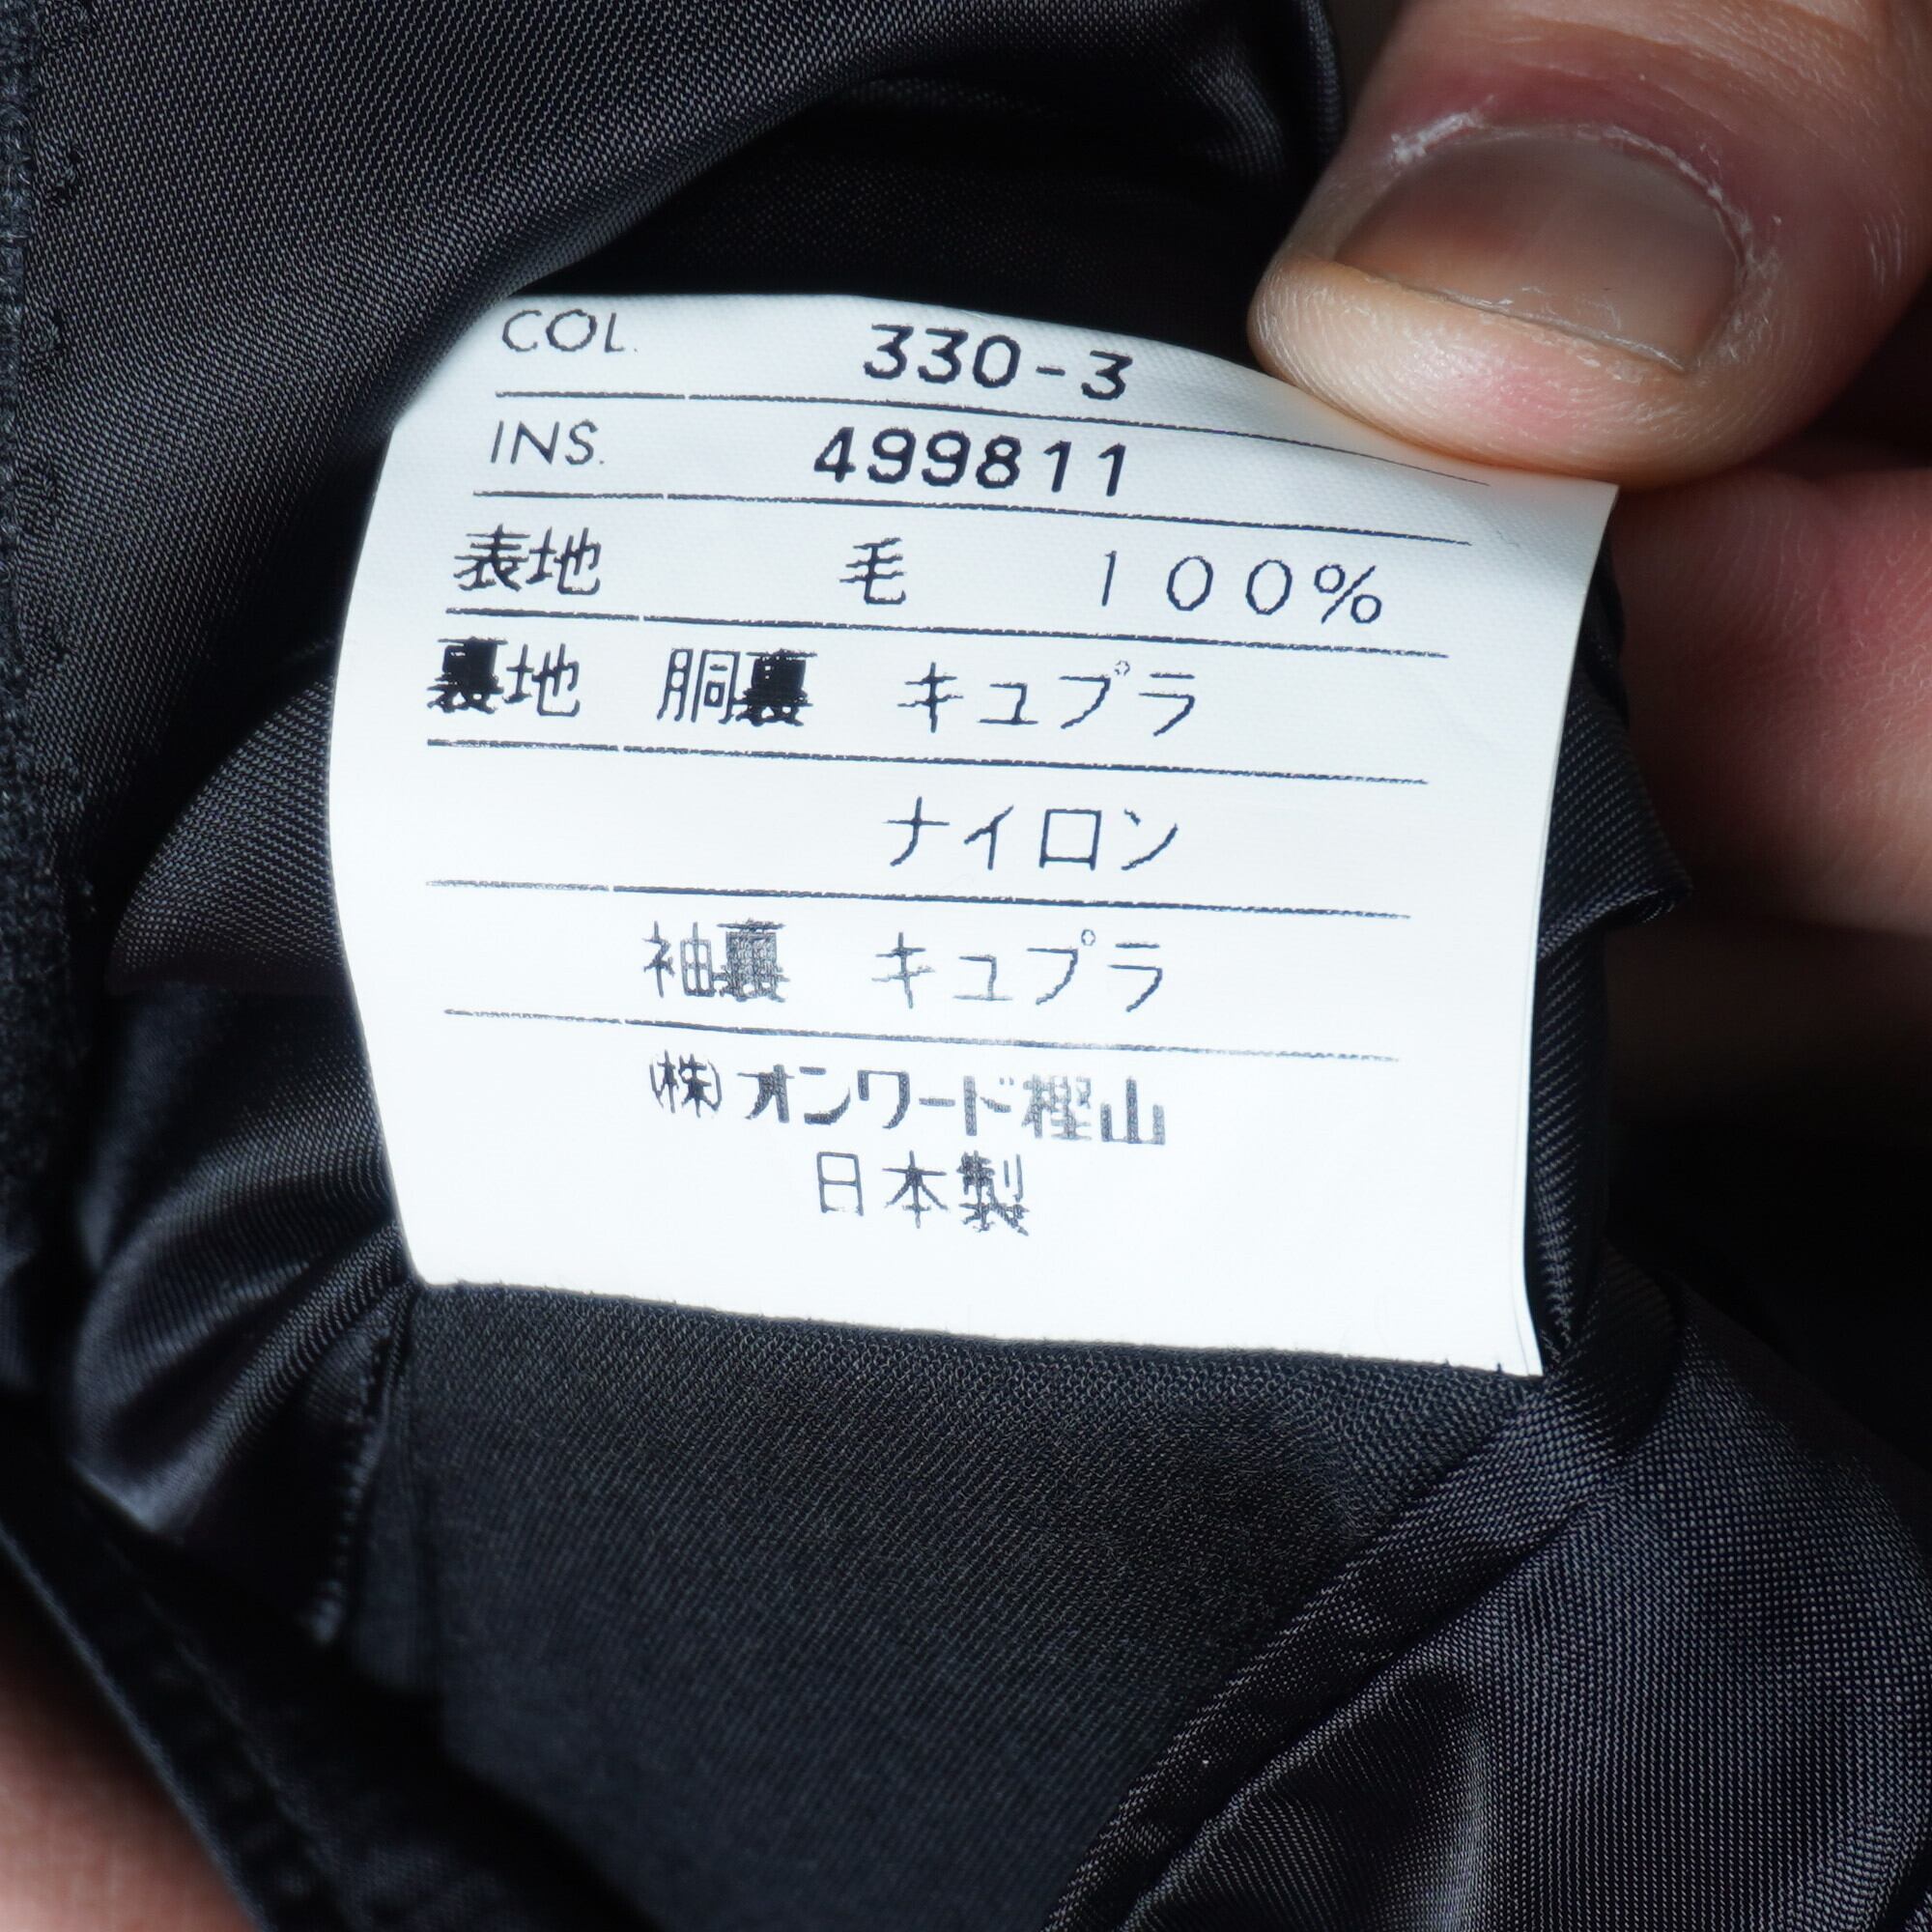 COL. 330-3
INS. 499811
表地 毛 100%
裏地 胴裏 キュプラ
ナイロン
袖裏 キュプラ
㈱オンワード樫山
日本製